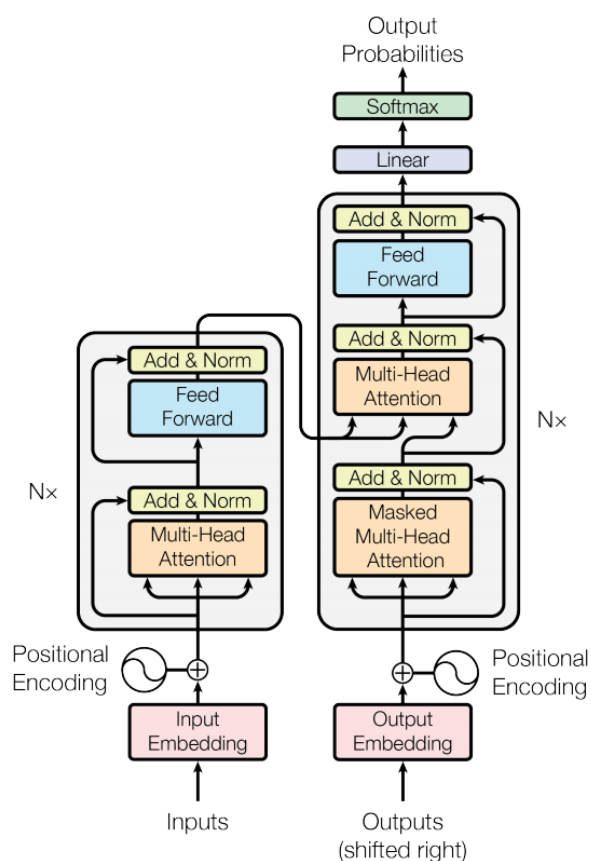 Output
Probabilities
Softmax
Linear
Add & Norm
Feed
Forward
Add & Norm
Multi-Head
Attention
Add & Norm
Masked
Multi-Head
Attention
N×
Add & Norm
Feed
Forward
N×
Add & Norm
Multi-Head
Attention
Positional
Encoding
Positional
Encoding
Input
Embedding
Output
Embedding
Inputs
Outputs
(shifted right)